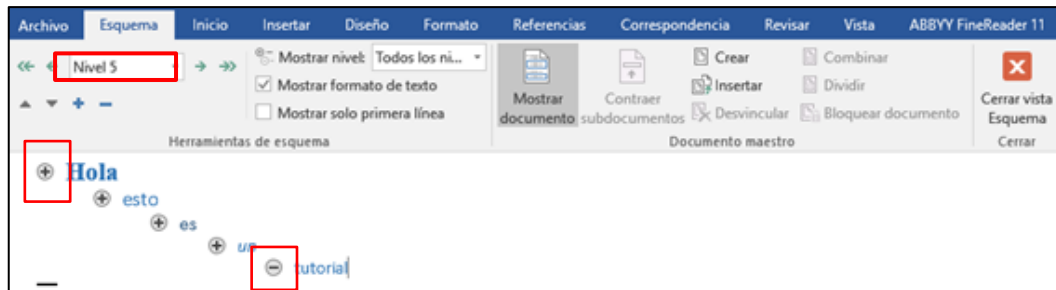 Archivo Esquema Inicio Insertar Diseño Formato Referencias Correspondencia Revisar Vista ABBYY FineReader 11
Nivel 5
Mostrar nivel: Todos los ni...
Mostrar formato de texto
Mostrar solo primera línea
Herramientas de esquema
Mostrar documento
Contraer subdocumentos
Crear
Insertar
Desvincular
Combinar
Dividir
Bloquear documento
Documento maestro
Cerrar vista Esquema
Cerrar
Hola
esto
es
un
tutorial